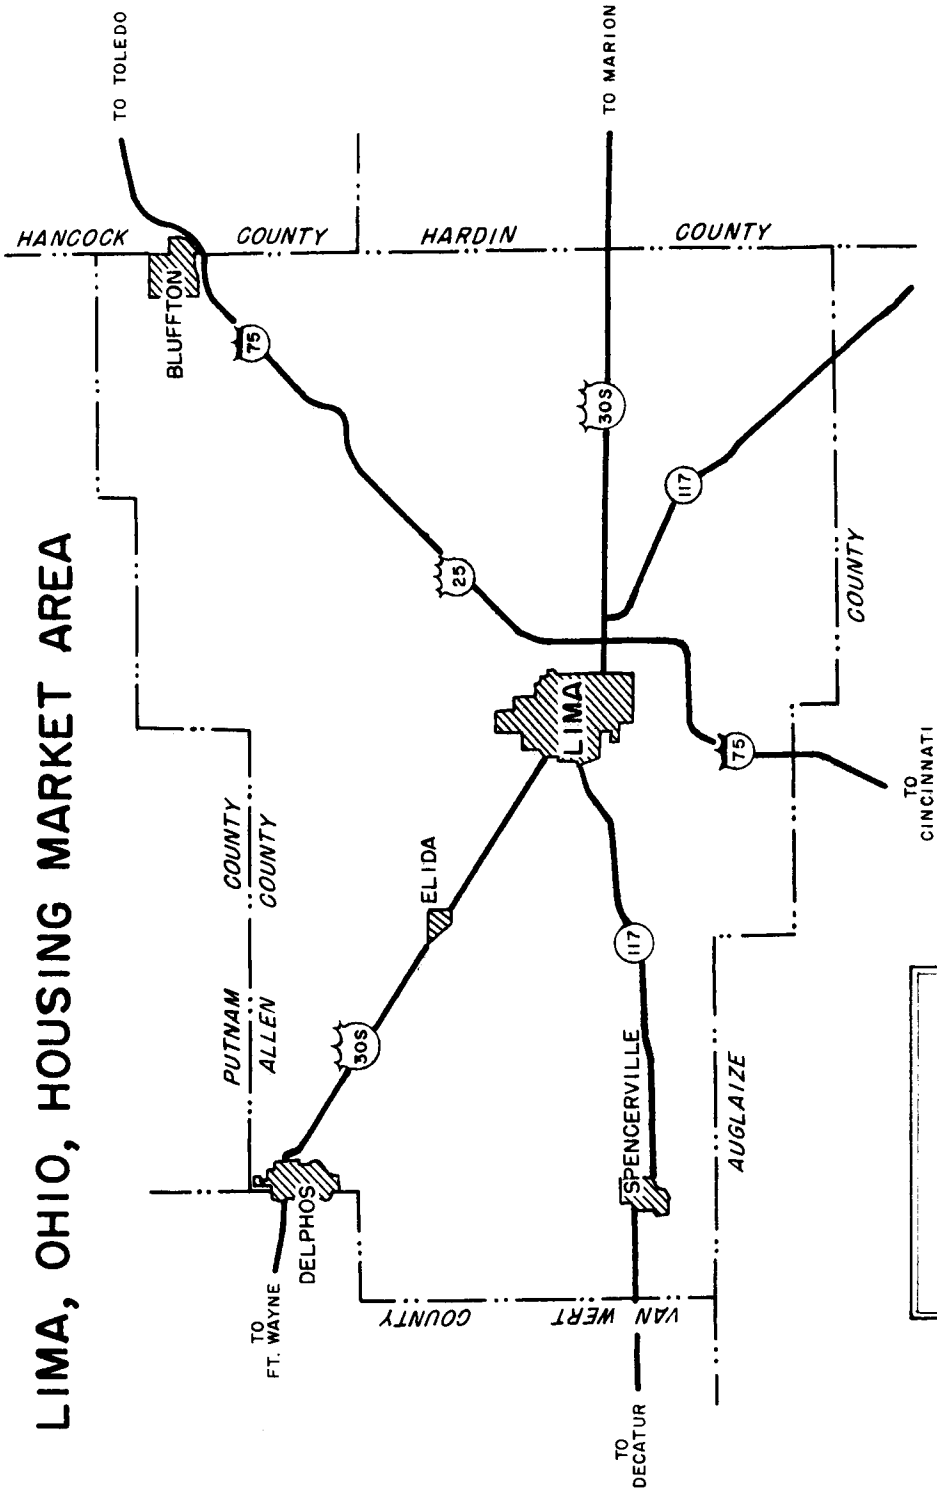 LIMA, OHIO, HOUSING MARKET AREA
TO TOLEDO
HANCOCK COUNTY
BLUFFTON
75
HARDIN COUNTY
TO MARION
PUTNAM COUNTY
ALLEN COUNTY
25
30S
117
TO
FT. WAYNE
DELPHOS
30S
ELIDA
LIMA
VAN WERT COUNTY
TO
DECATUR
SPENCERVILLE
117
75
AUGLAIZE COUNTY
TO
CINCINNATI